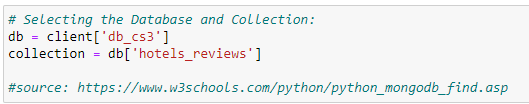 # Selecting the Database and Collection:
db = client['db_cs3']
collection = db['hotels_reviews']
#source: https://www.w3schools.com/python/python_mongodb_find.asp